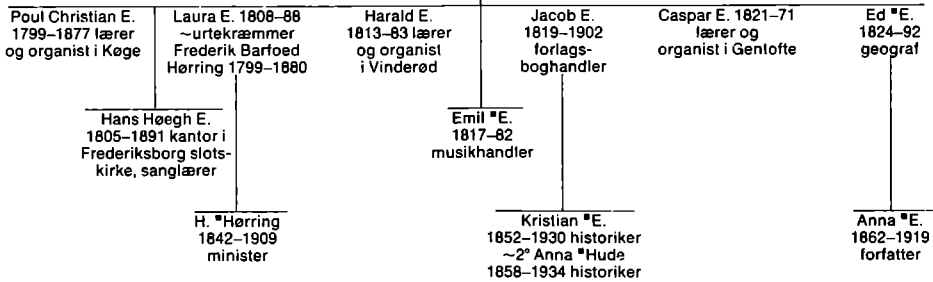 Poul Christian E.
1799–1877 lærer
og organist i Køge
Laura E. 1808–88
~urtekræmmer
Frederik Barfoed
Hørring 1799–1880
Harald E.
1813–83 lærer
og organist
i Vinderød
Jacob E.
1819–1902
forlags-
boghandler
Caspar E. 1821–71
lærer og
organist i Gentofte
Ed *E.
1824–92
geograf
Hans Høegh E.
1805–1891 kantor i
Frederiksborg slots-
kirke, sanglærer
Emil *E.
1817–82
musikhandler
H. *Hørring
1842–1909
minister
Kristian *E.
1852–1930 historiker
~2° Anna *Hude
1858–1934 historiker
Anna *E.
1862–1919
forfatter